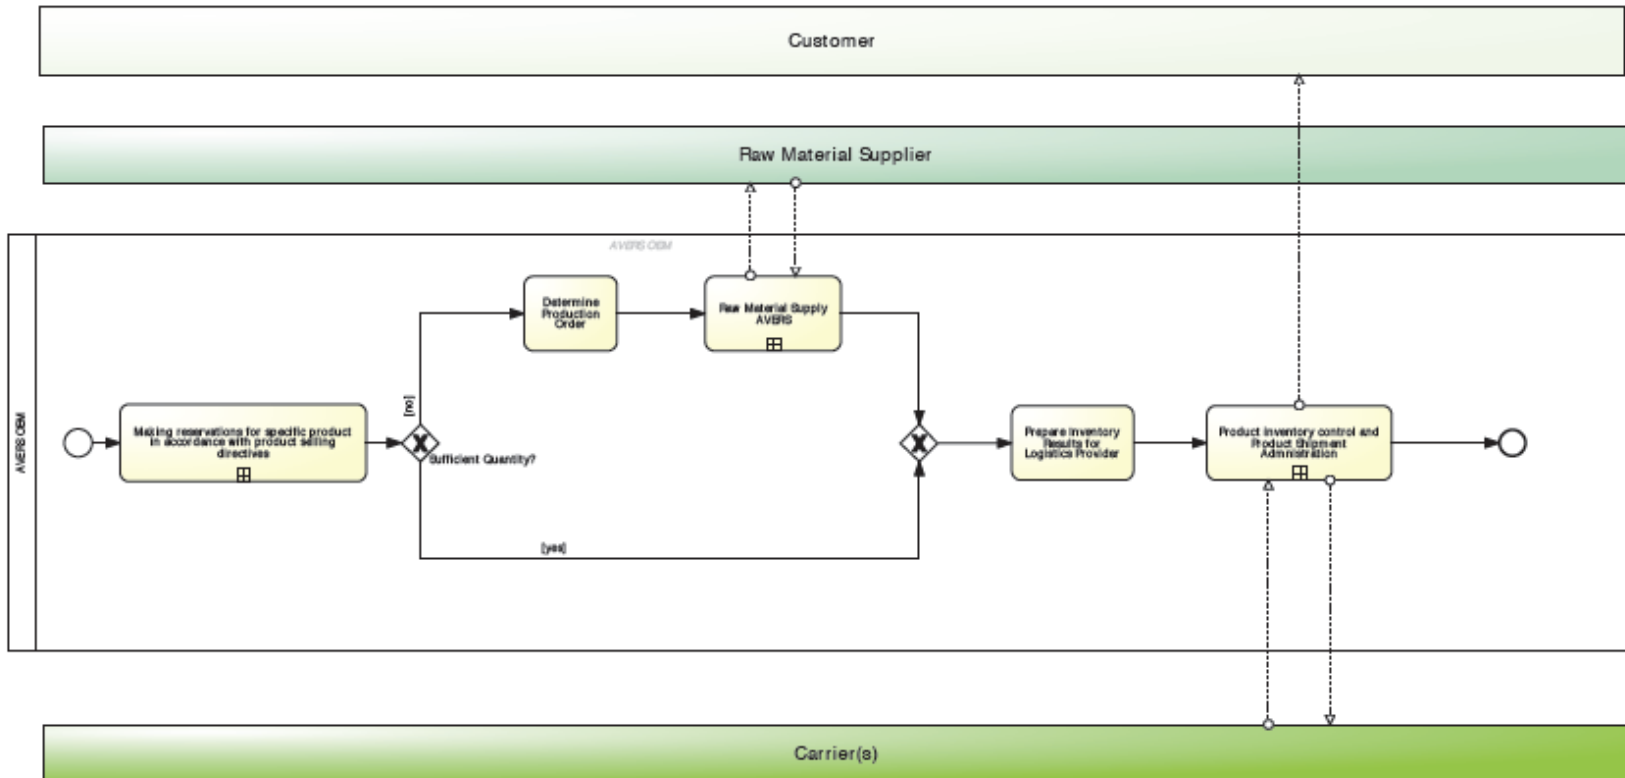 Customer
Raw Material Supplier
AVERS OEM
AVERS OEM
Determine
Production
Order
Raw Material Supply
AVERS
[no]
Making reservations for specific product
in accordance with product selling
directives
Sufficient Quantity?
Prepare Inventory
Results for
Logistics Provider
Product Inventory control and
Product Shipment
Administration
[yes]
Carrier(s)